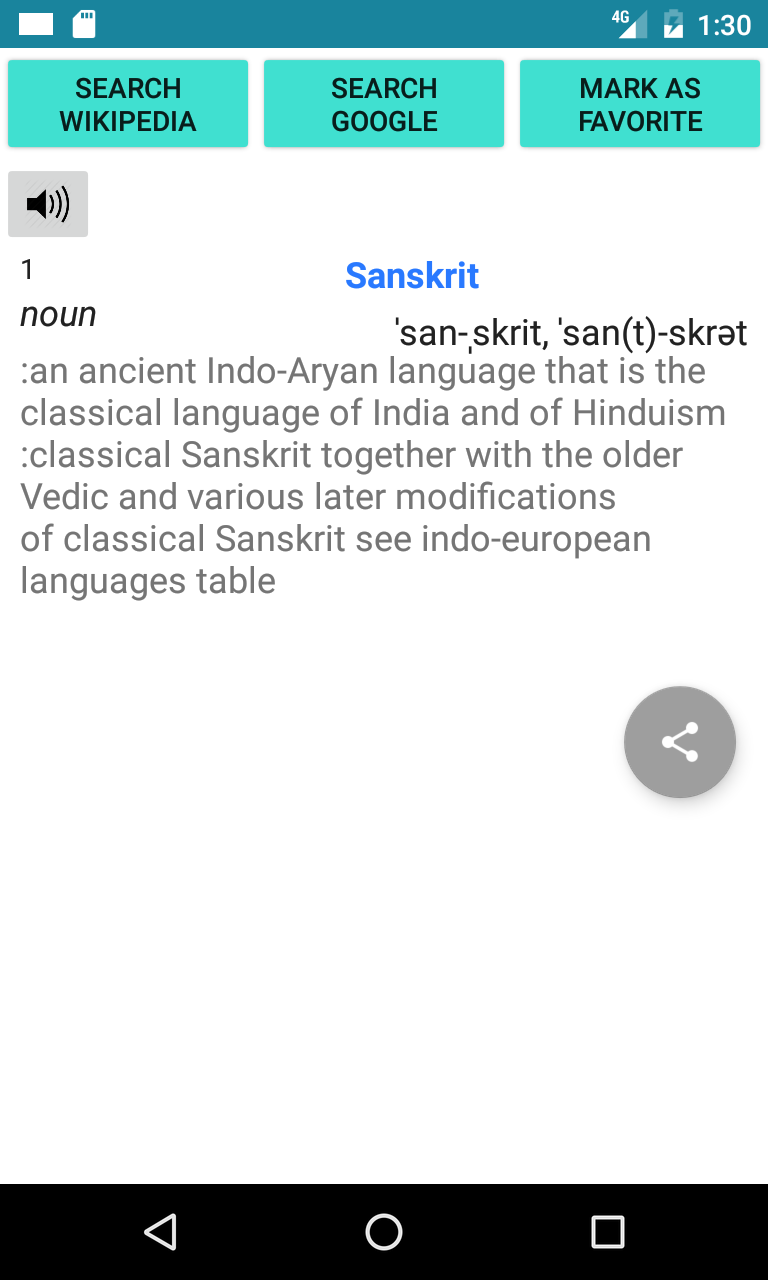 4G 1:30
SEARCH WIKIPEDIA
SEARCH GOOGLE
MARK AS FAVORITE
1
Sanskrit
noun
ˈsan-ˌskrit, ˈsan(t)-skrət
:an ancient Indo-Aryan language that is the
classical language of India and of Hinduism
:classical Sanskrit together with the older
Vedic and various later modifications
of classical Sanskrit see indo-european
languages table